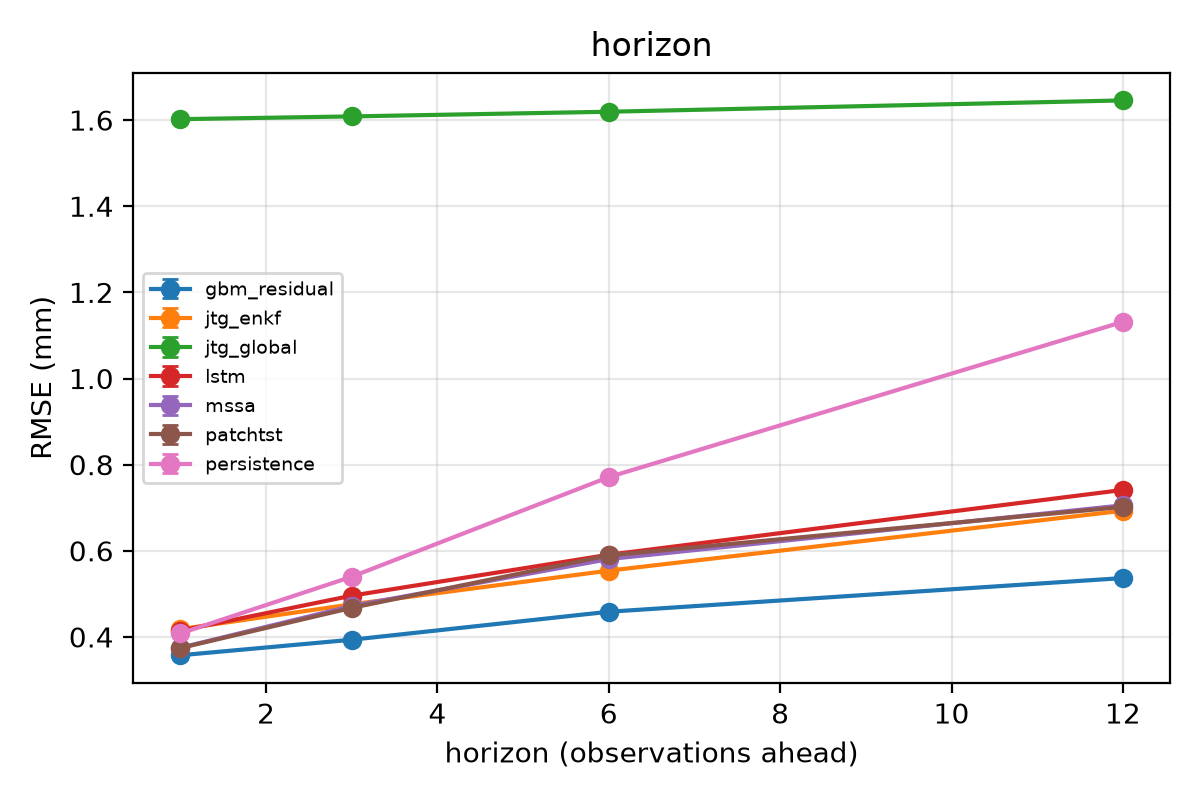 horizon
1.6
1.4
1.2
1.0
0.8
0.6
0.4
RMSE (mm)
gbm_residual
jtg_enkf
jtg_global
lstm
mssa
patchtst
persistence
2 4 6 8 10 12
horizon (observations ahead)